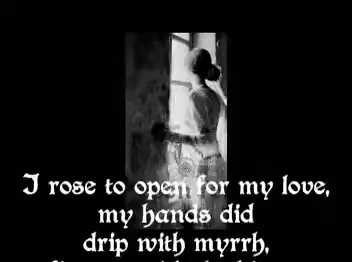 I rose to open for my love,
my hands did
drip with myrrh,